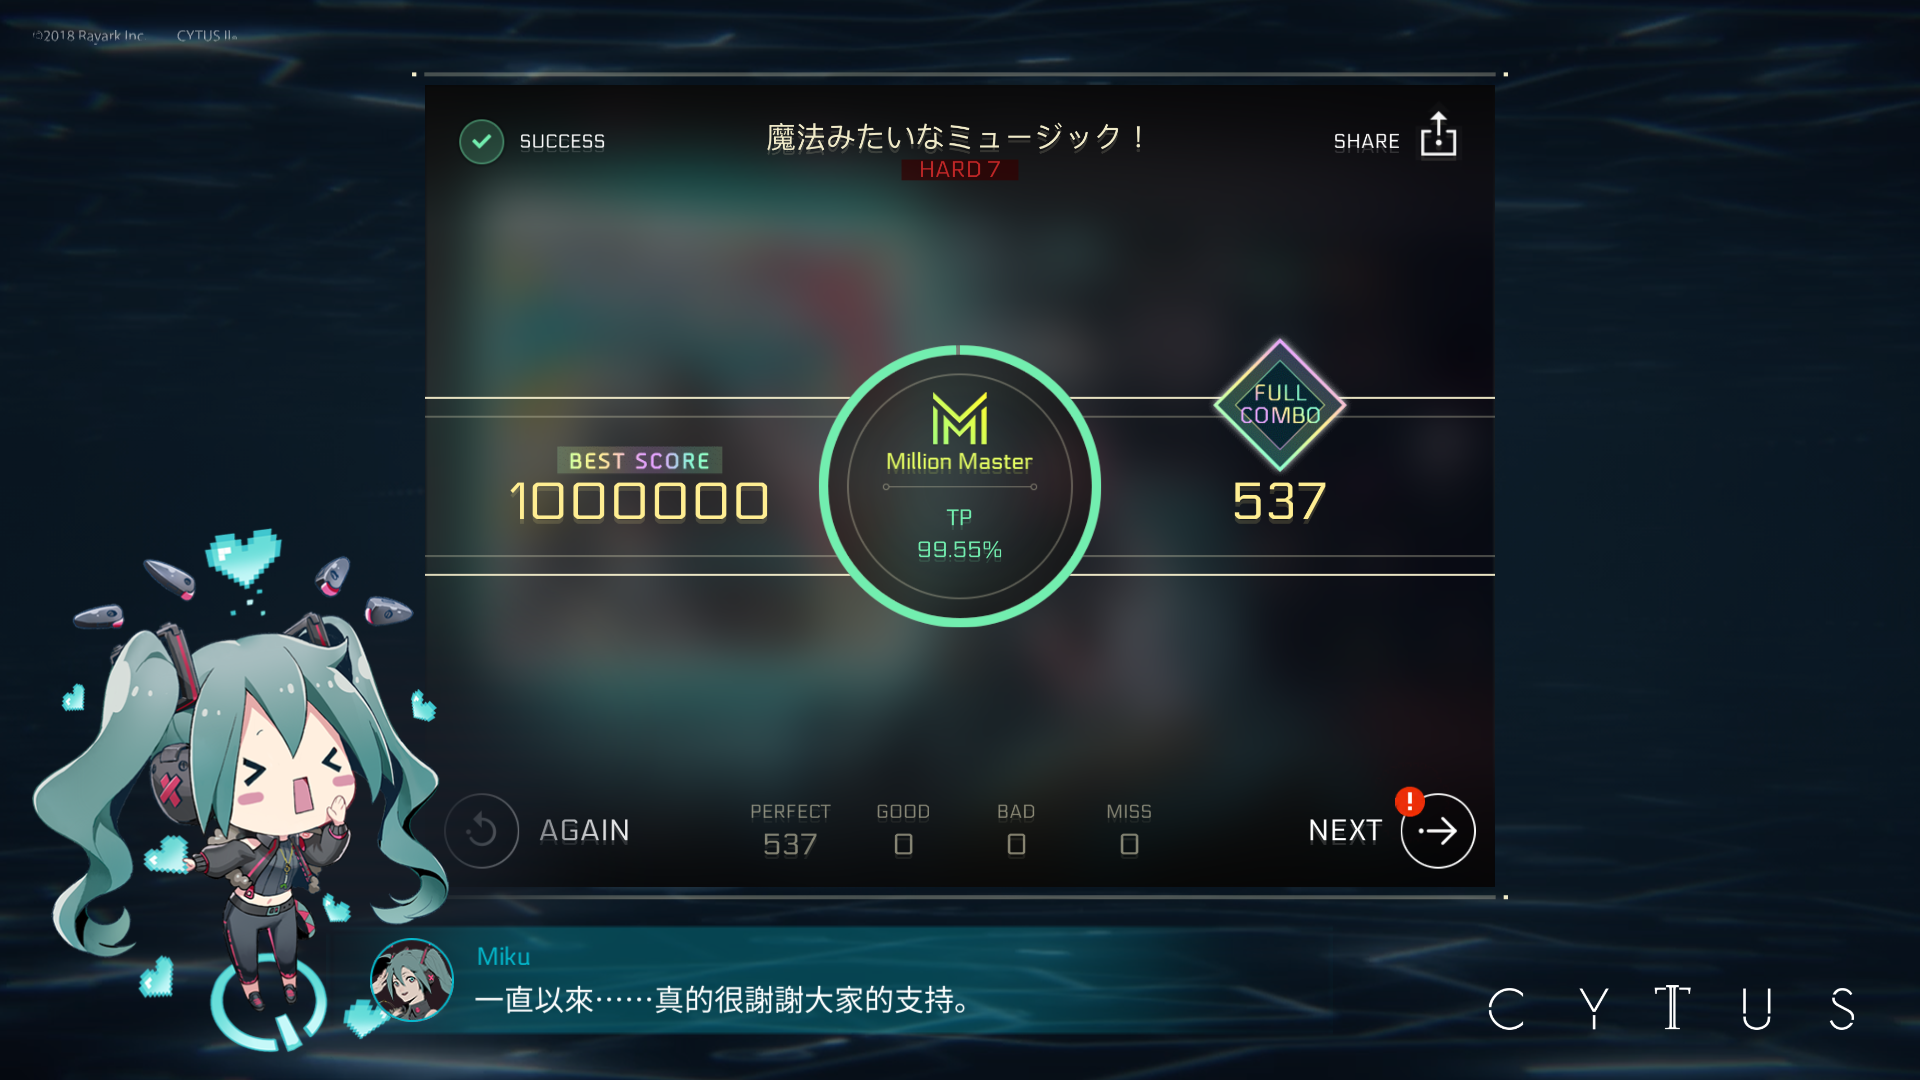 ©2018 Rayark Inc. CYTUS II
SUCCESS
魔法みたいなミュージック！
HARD 7
SHARE
FULL
COMBO
Million Master
BEST SCORE
1000000
537
TP
99.55%
PERFECT GOOD BAD MISS
AGAIN
537 0 0 0
NEXT
Miku
一直以來⋯⋯真的很謝謝大家的支持。
CYTUS